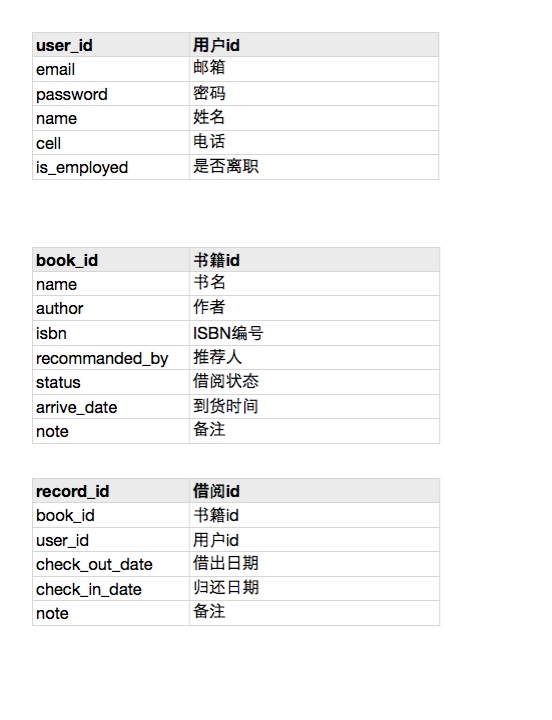 user_id 用户id
email 邮箱
password 密码
name 姓名
cell 电话
is_employed 是否离职
book_id 书籍id
name 书名
author 作者
isbn ISBN编号
recommanded_by 推荐人
status 借阅状态
arrive_date 到货时间
note 备注
record_id 借阅id
book_id 书籍id
user_id 用户id
check_out_date 借出日期
check_in_date 归还日期
note 备注